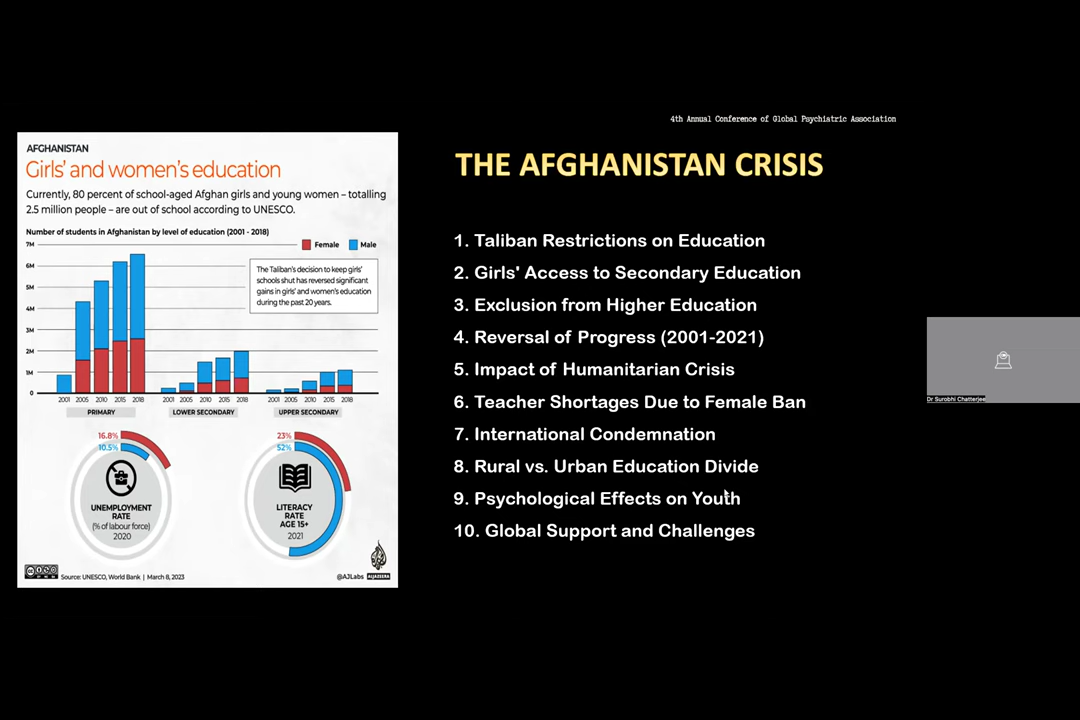 4th Annual Conference of Global Psychiatric Association
AFGHANISTAN
Girls' and women's education
Currently, 80 percent of school-aged Afghan girls and young women – totalling
2.5 million people – are out of school according to UNESCO.
Number of students in Afghanistan by level of education (2001 - 2018)
7M
Female
Male
6M
5M
4M
3M
2M
1M
0
The Taliban's decision to keep girls'
schools shut has reversed significant
gains in girls' and women's education
during the past 20 years.
2001 2005 2010 2015 2018
2001 2005 2010 2015 2018
2001 2005 2010 2015 2018
PRIMARY
LOWER SECONDARY
UPPER SECONDARY
16.8%
10.5%
UNEMPLOYMENT
RATE
(% of labour force)
2020
23%
52%
LITERACY
RATE
AGE 15+
2021
Source: UNESCO, World Bank | March 8, 2023
@AJLabs
ALJAZEERA
THE AFGHANISTAN CRISIS
1. Taliban Restrictions on Education
2. Girls' Access to Secondary Education
3. Exclusion from Higher Education
4. Reversal of Progress (2001-2021)
5. Impact of Humanitarian Crisis
6. Teacher Shortages Due to Female Ban
7. International Condemnation
8. Rural vs. Urban Education Divide
9. Psychological Effects on Youth
10. Global Support and Challenges
Dr Surobhi Chatterjee